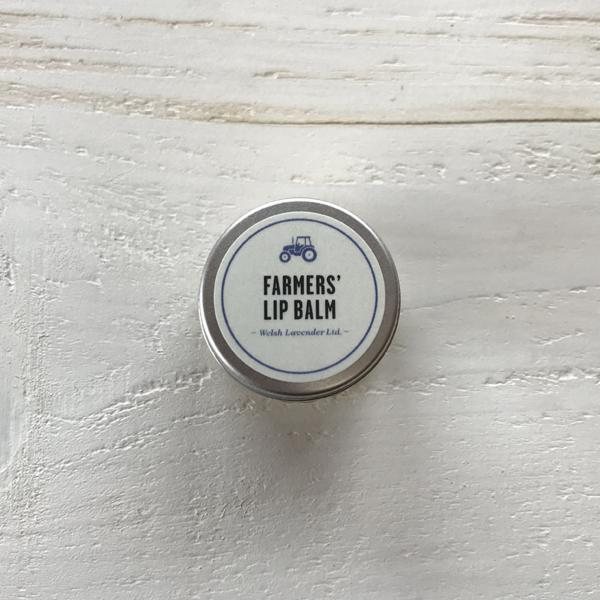 FARMERS'
LIP BALM
~ Welsh Lavender Ltd. ~